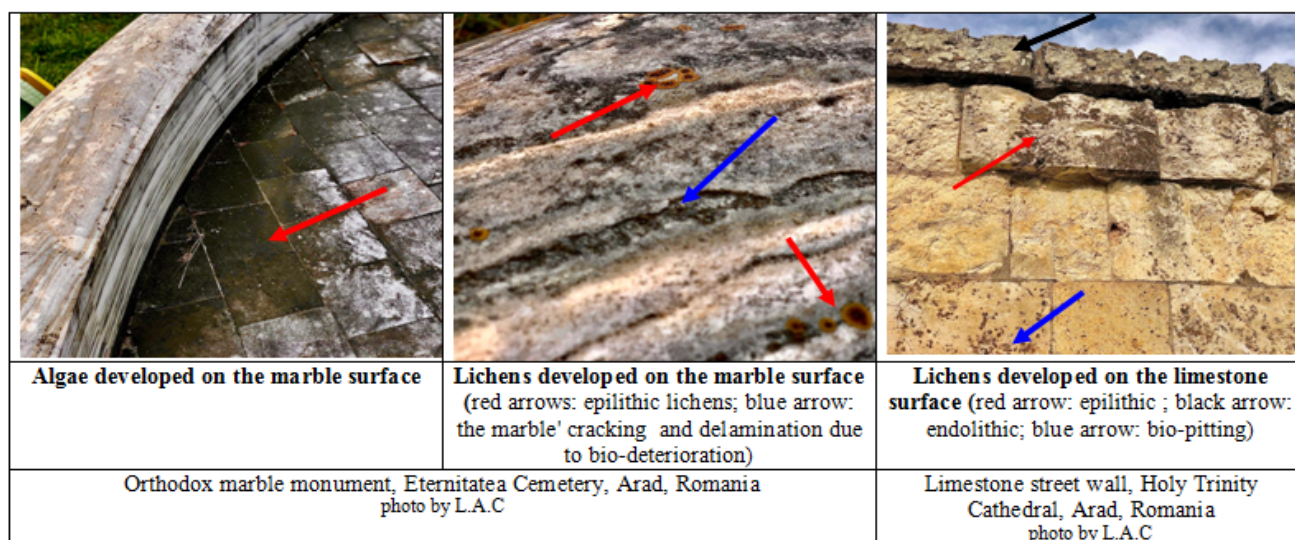 Algae developed on the marble surface
Lichens developed on the marble surface
(red arrows: epilithic lichens; blue arrow:
the marble' cracking and delamination due
to bio-deterioration)
Lichens developed on the limestone
surface (red arrow: epilithic ; black arrow:
endolithic; blue arrow: bio-pitting)
Orthodox marble monument, Eternitatea Cemetery, Arad, Romania
photo by L.A.C
Limestone street wall, Holy Trinity
Cathedral, Arad, Romania
photo by L.A.C